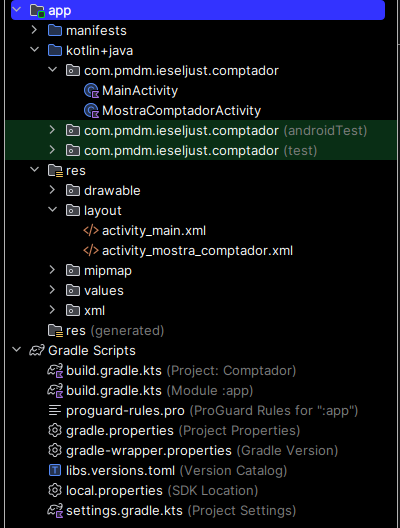 app
manifests
kotlin+java
com.pmdm.ieseljust.comptador
MainActivity
MostraComptadorActivity
com.pmdm.ieseljust.comptador (androidTest)
com.pmdm.ieseljust.comptador (test)
res
drawable
layout
activity_main.xml
activity_mostra_comptador.xml
mipmap
values
xml
res (generated)
Gradle Scripts
build.gradle.kts (Project: Comptador)
build.gradle.kts (Module :app)
proguard-rules.pro (ProGuard Rules for ":app")
gradle.properties (Project Properties)
gradle-wrapper.properties (Gradle Version)
libs.versions.toml (Version Catalog)
local.properties (SDK Location)
settings.gradle.kts (Project Settings)